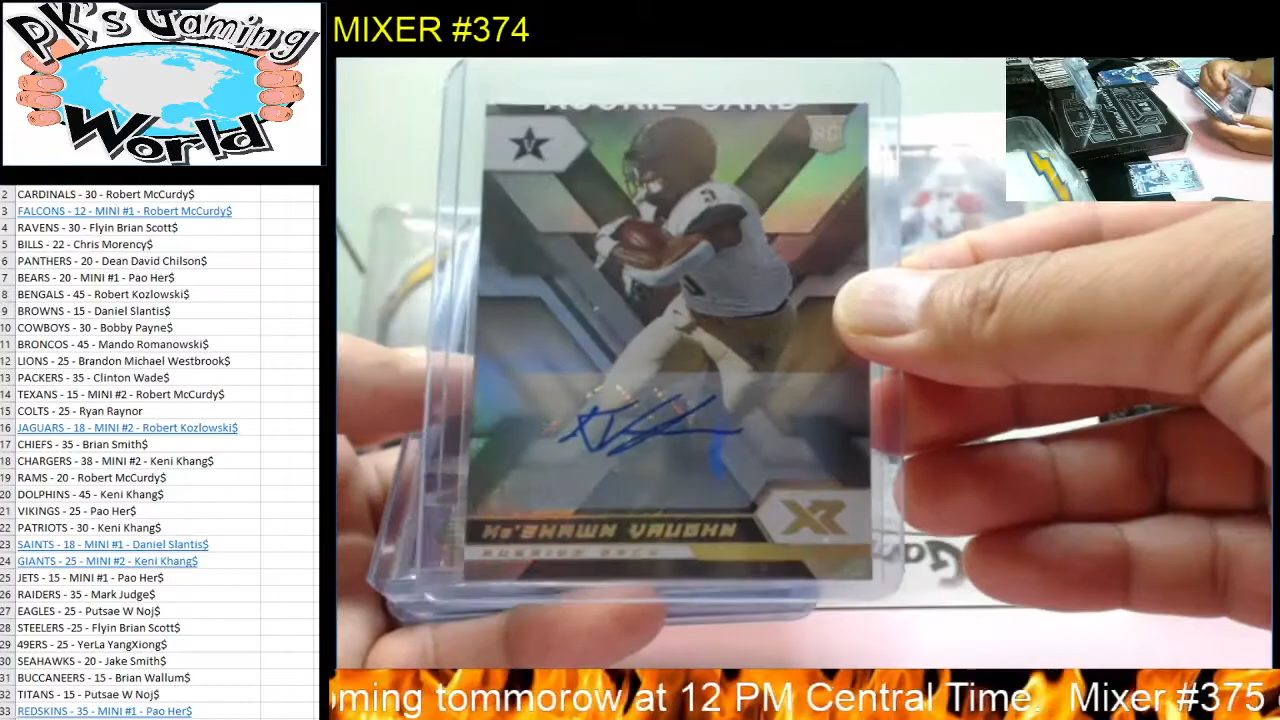 PK's Gaming
World
MIXER #374
2 CARDINALS - 30 - Robert McCurdy$
3 FALCONS - 12 - MINI #1 - Robert McCurdy$
4 RAVENS - 30 - Flyin Brian Scott$
5 BILLS - 22 - Chris Morency$
6 PANTHERS - 20 - Dean David Chilson$
7 BEARS - 20 - MINI #1 - Pao Her$
8 BENGALS - 45 - Robert Kozlowski$
9 BROWNS - 15 - Daniel Slantis$
10 COWBOYS - 30 - Bobby Payne$
11 BRONCOS - 45 - Mando Romanowski$
12 LIONS - 25 - Brandon Michael Westbrook$
13 PACKERS - 35 - Clinton Wade$
14 TEXANS - 15 - MINI #2 - Robert McCurdy$
15 COLTS - 25 - Ryan Raynor
16 JAGUARS - 18 - MINI #2 - Robert Kozlowski$
17 CHIEFS - 35 - Brian Smith$
18 CHARGERS - 38 - MINI #2 - Keni Khang$
19 RAMS - 20 - Robert McCurdy$
20 DOLPHINS - 45 - Keni Khang$
21 VIKINGS - 25 - Pao Her$
22 PATRIOTS - 30 - Keni Khang$
23 SAINTS - 18 - MINI #1 - Daniel Slantis$
24 GIANTS - 25 - MINI #2 - Keni Khang$
25 JETS - 15 - MINI #1 - Pao Her$
26 RAIDERS - 35 - Mark Judge$
27 EAGLES - 25 - Putsae W Noj$
28 STEELERS -25 - Flyin Brian Scott$
29 49ERS - 25 - YerLa YangXiong$
30 SEAHAWKS - 20 - Jake Smith$
31 BUCCANEERS - 15 - Brian Wallum$
32 TITANS - 15 - Putsae W Noj$
33 REDSKINS - 35 - MINI #1 - Pao Her$
ROOKIE CARD
V
RC
3
Ke'Shawn Vaughn
XR
RUNNING BACK
oming tommorow at 12 PM Central Time. Mixer #375